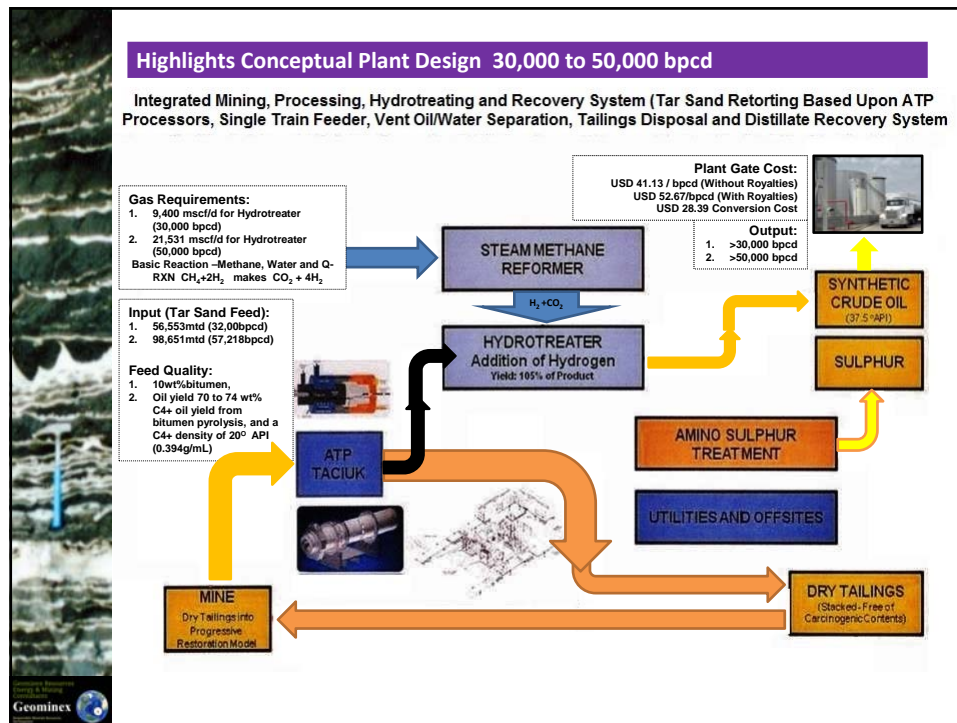 Highlights Conceptual Plant Design 30,000 to 50,000 bpcd
Integrated Mining, Processing, Hydrotreating and Recovery System (Tar Sand Retorting Based Upon ATP
Processors, Single Train Feeder, Vent Oil/Water Separation, Tailings Disposal and Distillate Recovery System
Gas Requirements:
1. 9,400 mscf/d for Hydrotreater
(30,000 bpcd)
2. 21,531 mscf/d for Hydrotreater
(50,000 bpcd)
Basic Reaction –Methane, Water and Q-
RXN CH₄+2H₂ makes CO₂ + 4H₂
Input (Tar Sand Feed):
1. 56,553mtd (32,00bpcd)
2. 98,651mtd (57,218bpcd)
Feed Quality:
1. 10wt%bitumen,
2. Oil yield 70 to 74 wt%
C4+ oil yield from
bitumen pyrolysis, and a
C4+ density of 20⁰ API
(0.394g/mL)
STEAM METHANE
REFORMER
H₂ +CO₂
HYDROTREATER
Addition of Hydrogen
Yield: 105% of Product
Plant Gate Cost:
USD 41.13 / bpcd (Without Royalties)
USD 52.67/bpcd (With Royalties)
USD 28.39 Conversion Cost
Output:
1. >30,000 bpcd
2. >50,000 bpcd
SYNTHETIC
CRUDE OIL
(37.5 ºAPI)
SULPHUR
AMINO SULPHUR
TREATMENT
UTILITIES AND OFFSITES
ATP
TACIUK
MINE
Dry Tailings into
Progressive
Restoration Model
DRY TAILINGS
(Stacked- Free of
Carcinogenic Contents)
Geominex Resources
Energy & Mining
Consultants
Geominex